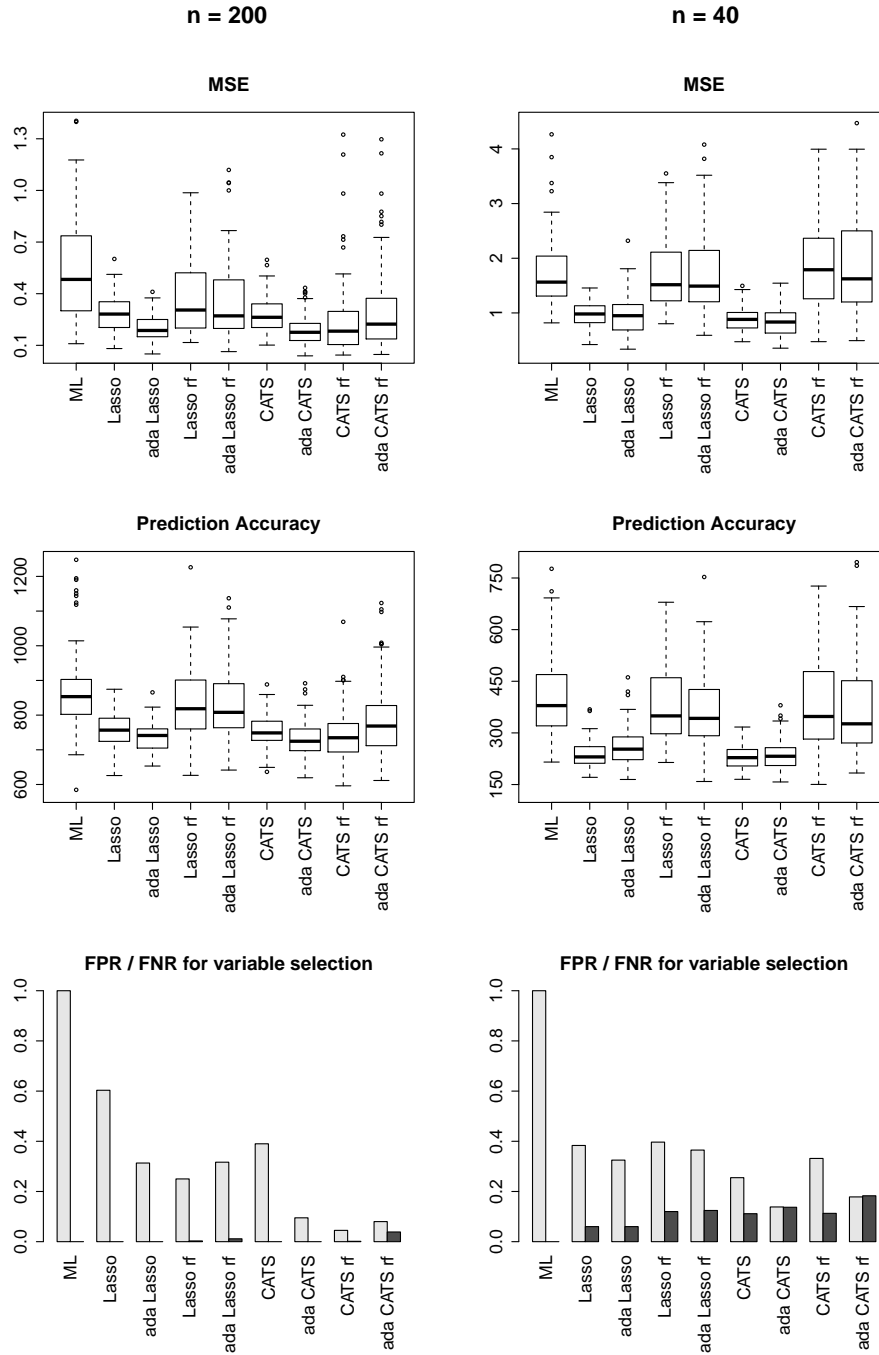 n = 200
n = 40
MSE
0.1 0.4 0.7 1.0 1.3
ML
Lasso
ada Lasso
Lasso rf
ada Lasso rf
CATS
ada CATS
CATS rf
ada CATS rf
MSE
1 2 3 4
ML
Lasso
ada Lasso
Lasso rf
ada Lasso rf
CATS
ada CATS
CATS rf
ada CATS rf
Prediction Accuracy
600 800 1000 1200
ML
Lasso
ada Lasso
Lasso rf
ada Lasso rf
CATS
ada CATS
CATS rf
ada CATS rf
Prediction Accuracy
150 300 450 600 750
ML
Lasso
ada Lasso
Lasso rf
ada Lasso rf
CATS
ada CATS
CATS rf
ada CATS rf
FPR / FNR for variable selection
0.0 0.2 0.4 0.6 0.8 1.0
ML
Lasso
ada Lasso
Lasso rf
ada Lasso rf
CATS
ada CATS
CATS rf
ada CATS rf
FPR / FNR for variable selection
0.0 0.2 0.4 0.6 0.8 1.0
ML
Lasso
ada Lasso
Lasso rf
ada Lasso rf
CATS
ada CATS
CATS rf
ada CATS rf